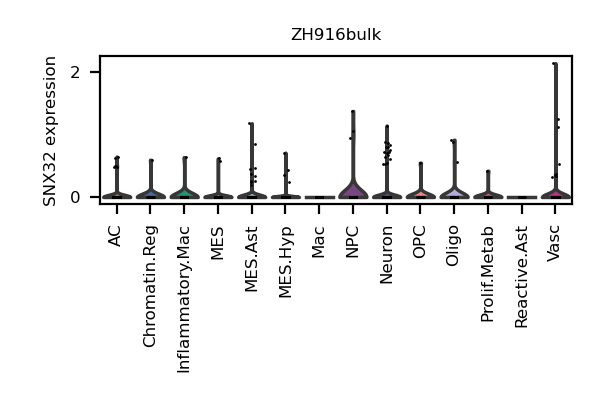 ZH916bulk
SNX32 expression
2
0
AC
Chromatin.Reg
Inflammatory.Mac
MES
MES.Ast
MES.Hyp
Mac
NPC
Neuron
OPC
Oligo
Prolif.Metab
Reactive.Ast
Vasc